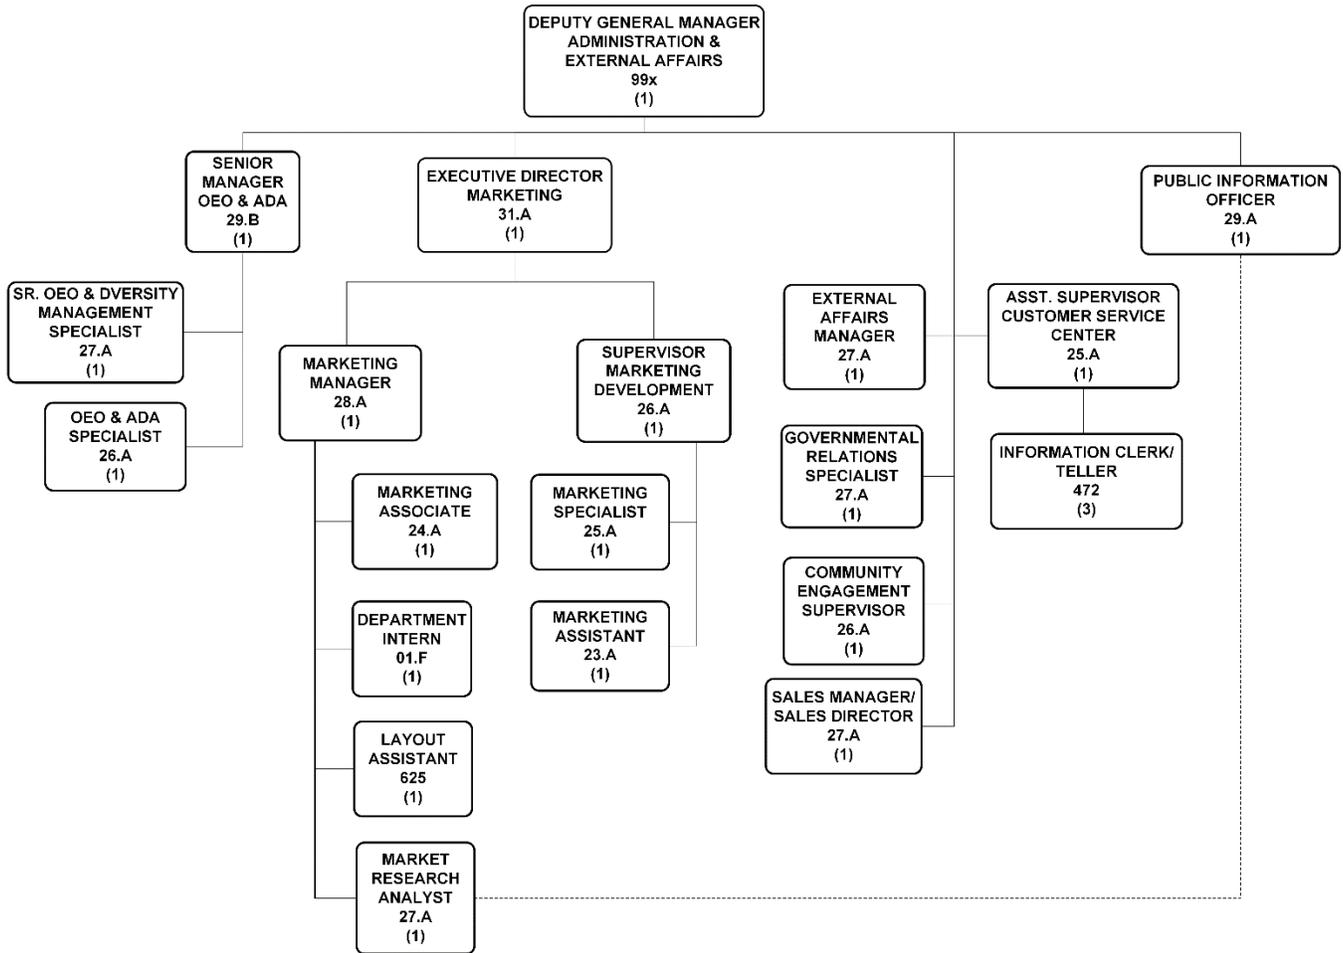 DEPUTY GENERAL MANAGER
ADMINISTRATION &
EXTERNAL AFFAIRS
99x
(1)
SENIOR
MANAGER
OEO & ADA
29.B
(1)
EXECUTIVE DIRECTOR
MARKETING
31.A
(1)
PUBLIC INFORMATION
OFFICER
29.A
(1)
SR. OEO & DVERSITY
MANAGEMENT
SPECIALIST
27.A
(1)
OEO & ADA
SPECIALIST
26.A
(1)
MARKETING
MANAGER
28.A
(1)
SUPERVISOR
MARKETING
DEVELOPMENT
26.A
(1)
EXTERNAL
AFFAIRS
MANAGER
27.A
(1)
ASST. SUPERVISOR
CUSTOMER SERVICE
CENTER
25.A
(1)
GOVERNMENTAL
RELATIONS
SPECIALIST
27.A
(1)
INFORMATION CLERK/
TELLER
472
(3)
MARKETING
ASSOCIATE
24.A
(1)
MARKETING
SPECIALIST
25.A
(1)
COMMUNITY
ENGAGEMENT
SUPERVISOR
26.A
(1)
DEPARTMENT
INTERN
01.F
(1)
MARKETING
ASSISTANT
23.A
(1)
SALES MANAGER/
SALES DIRECTOR
27.A
(1)
LAYOUT
ASSISTANT
625
(1)
MARKET
RESEARCH
ANALYST
27.A
(1)